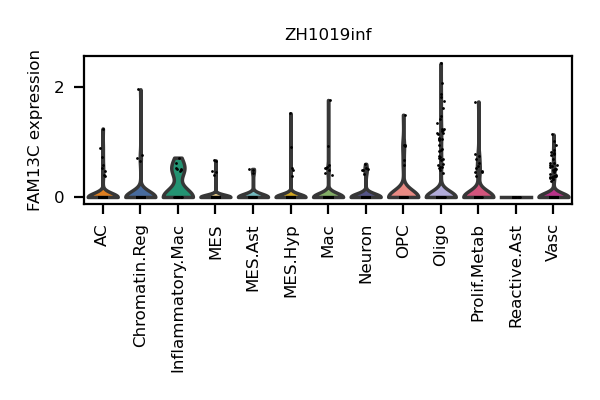 ZH1019inf
FAM13C expression
2
0
AC
Chromatin.Reg
Inflammatory.Mac
MES
MES.Ast
MES.Hyp
Mac
Neuron
OPC
Oligo
Prolif.Metab
Reactive.Ast
Vasc